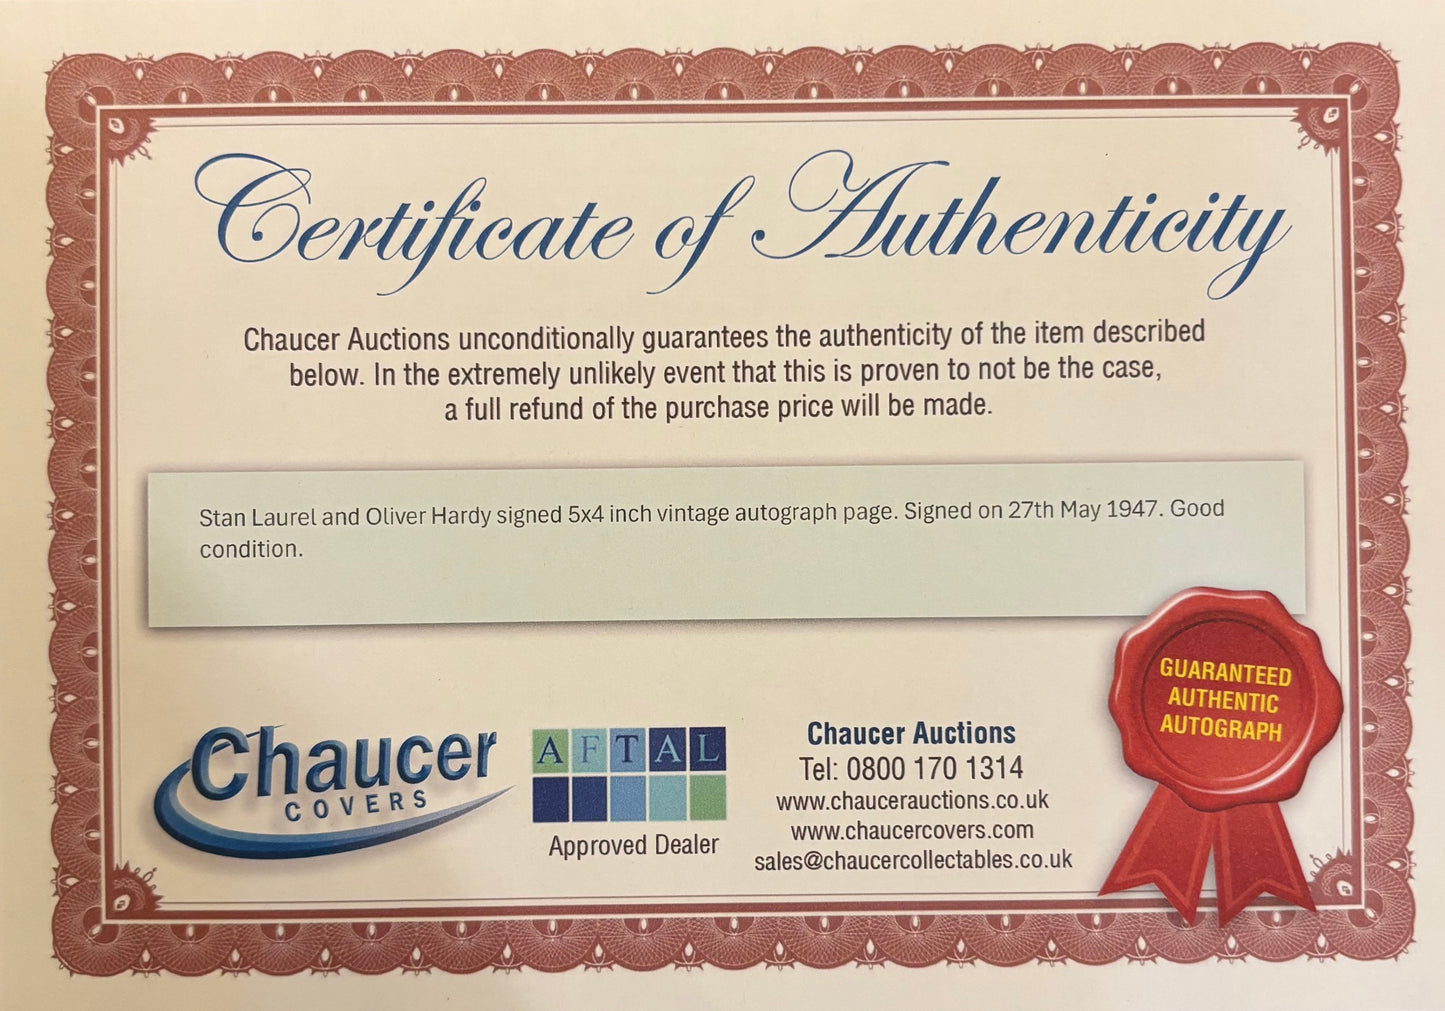 Certificate of Authenticity
Chaucer Auctions unconditionally guarantees the authenticity of the item described
below. In the extremely unlikely event that this is proven to not be the case,
a full refund of the purchase price will be made.
Stan Laurel and Oliver Hardy signed 5x4 inch vintage autograph page. Signed on 27th May 1947. Good
condition.
Chaucer
COVERS
AFTAL
Approved Dealer
Chaucer Auctions
Tel: 0800 170 1314
www.chaucerauctions.co.uk
www.chaucercovers.com
sales@chaucercollectables.co.uk
GUARANTEED
AUTHENTIC
AUTOGRAPH